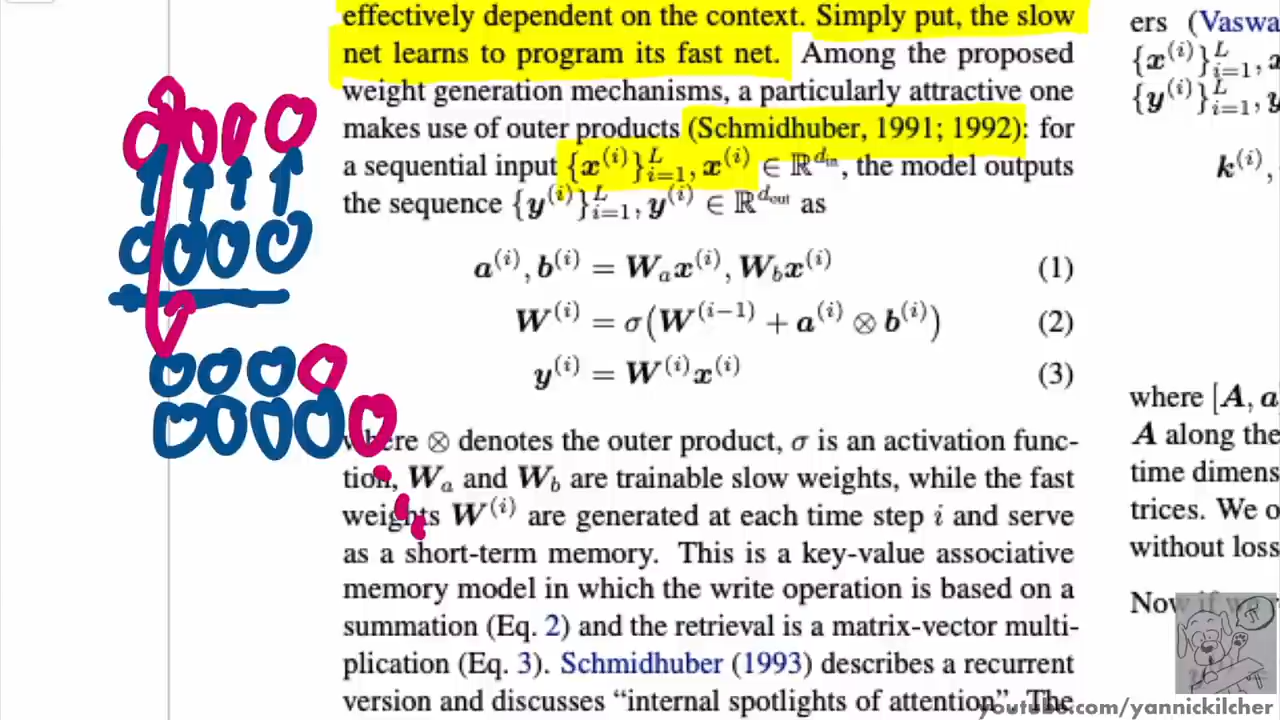 effectively dependent on the context. Simply put, the slow
net learns to program its fast net. Among the proposed
weight generation mechanisms, a particularly attractive one
makes use of outer products (Schmidhuber, 1991; 1992): for
a sequential input {x^(i)}^L_{i=1}, x^(i) ∈ ℝ^{d_in}, the model outputs
the sequence {y^(i)}^L_{i=1}, y^(i) ∈ ℝ^{d_out} as
a^(i), b^(i) = W_a x^(i), W_b x^(i) (1)
W^(i) = σ(W^(i−1) + a^(i) ⊗ b^(i)) (2)
y^(i) = W^(i) x^(i) (3)
where ⊗ denotes the outer product, σ is an activation func-
tion, W_a and W_b are trainable slow weights, while the fast
weights W^(i) are generated at each time step i and serve
as a short-term memory. This is a key-value associative
memory model in which the write operation is based on a
summation (Eq. 2) and the retrieval is a matrix-vector multi-
plication (Eq. 3). Schmidhuber (1993) describes a recurrent
version and discusses “internal spotlights of attention”. The
ers (Vaswa
{x^(i)}^L_{i=1}, x
{y^(i)}^L_{i=1}, y
k^(i),
where [A, a
A along the
time dimens
trices. We o
without loss
Now if
youtube.com/yannickilcher